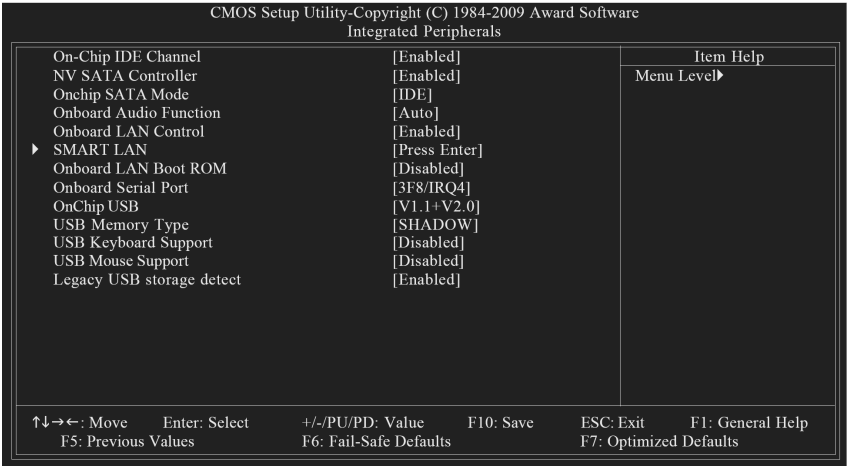 CMOS Setup Utility-Copyright (C) 1984-2009 Award Software
Integrated Peripherals
On-Chip IDE Channel [Enabled]
NV SATA Controller [Enabled]
Onchip SATA Mode [IDE]
Onboard Audio Function [Auto]
Onboard LAN Control [Enabled]
SMART LAN [Press Enter]
Onboard LAN Boot ROM [Disabled]
Onboard Serial Port [3F8/IRQ4]
OnChip USB [V1.1+V2.0]
USB Memory Type [SHADOW]
USB Keyboard Support [Disabled]
USB Mouse Support [Disabled]
Legacy USB storage detect [Enabled]
Item Help
Menu Level▶
↑↓→←: Move Enter: Select +/-/PU/PD: Value F10: Save ESC: Exit F1: General Help
F5: Previous Values F6: Fail-Safe Defaults F7: Optimized Defaults